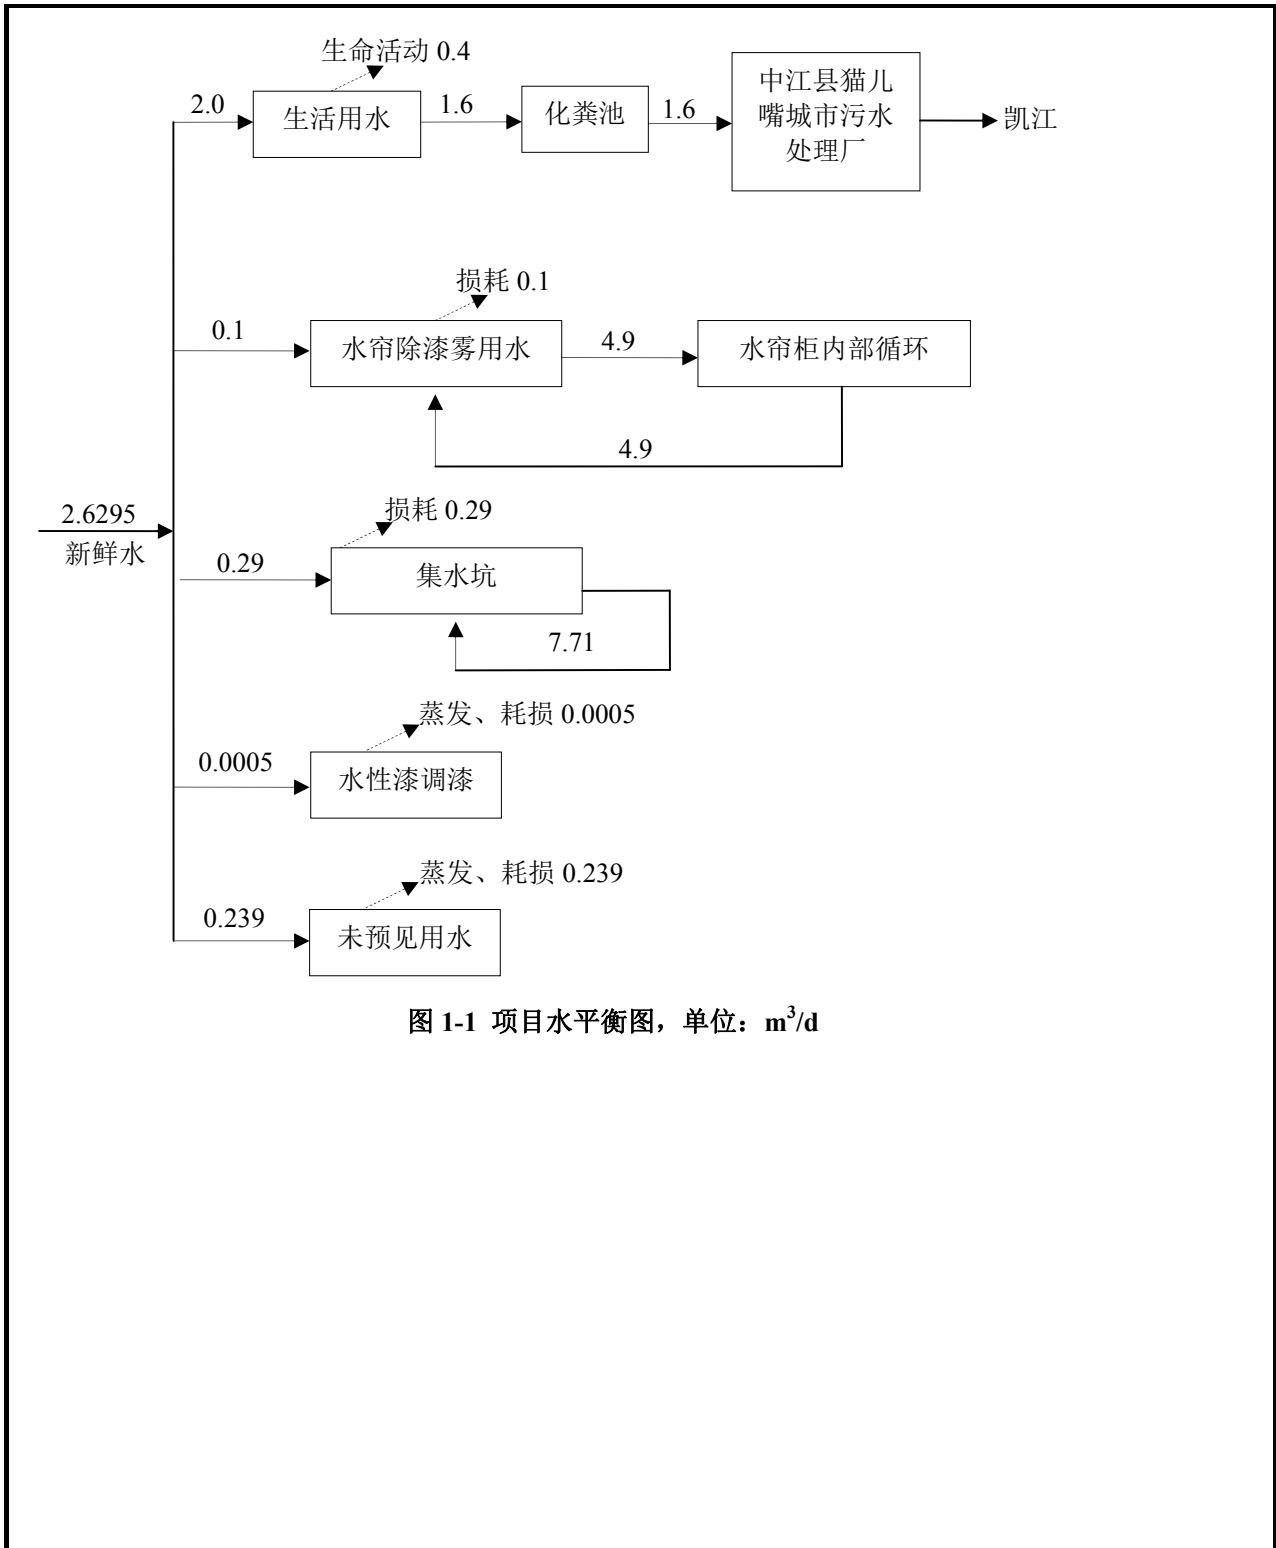 生命活动 0.4
2.0
生活用水
1.6
化粪池
1.6
中江县猫儿
嘴城市污水
处理厂
凯江
损耗 0.1
0.1
水帘除漆雾用水
4.9
水帘柜内部循环
4.9
2.6295
新鲜水
损耗 0.29
0.29
集水坑
7.71
蒸发、耗损 0.0005
0.0005
水性漆调漆
蒸发、耗损 0.239
0.239
未预见用水
图 1-1 项目水平衡图，单位：m³/d